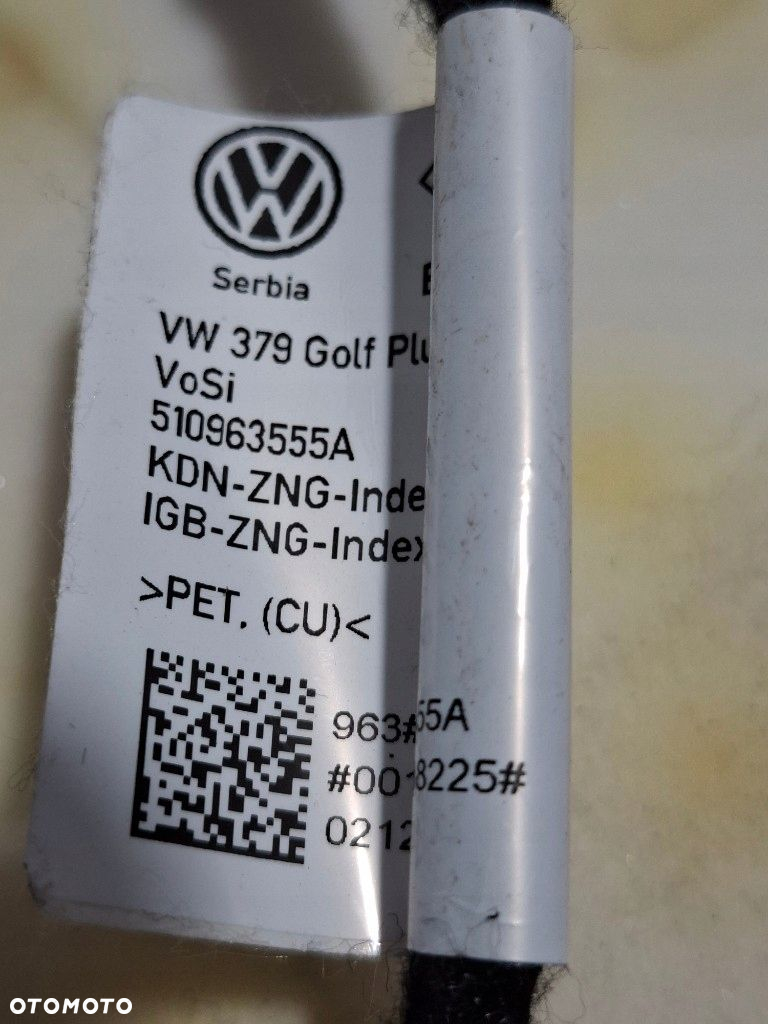 Serbia
VW 379 Golf Plu
VoSi
510963555A
KDN-ZNG-Inde
IGB-ZNG-Index
>PET, (CU)<
963# 55A
#001 8225#
0212
OTOMOTO